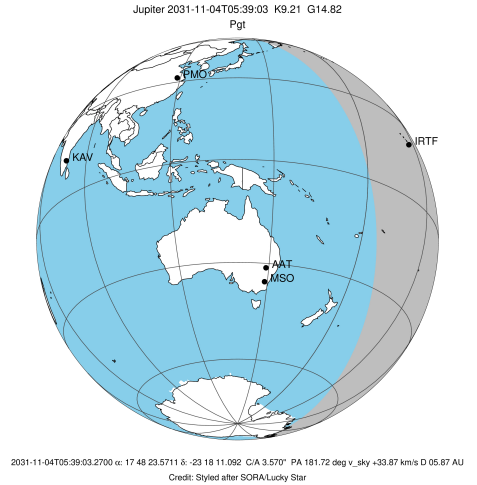 Jupiter 2031-11-04T05:39:03  K9.21  G14.82
Pgt
PMO
IRTF
KAV
AAT
MSO
2031-11-04T05:39:03.2700 α: 17 48 23.5711 δ: -23 18 11.092  C/A 3.570"  PA 181.72 deg v_sky +33.87 km/s D 05.87 AU
Credit: Styled after SORA/Lucky Star